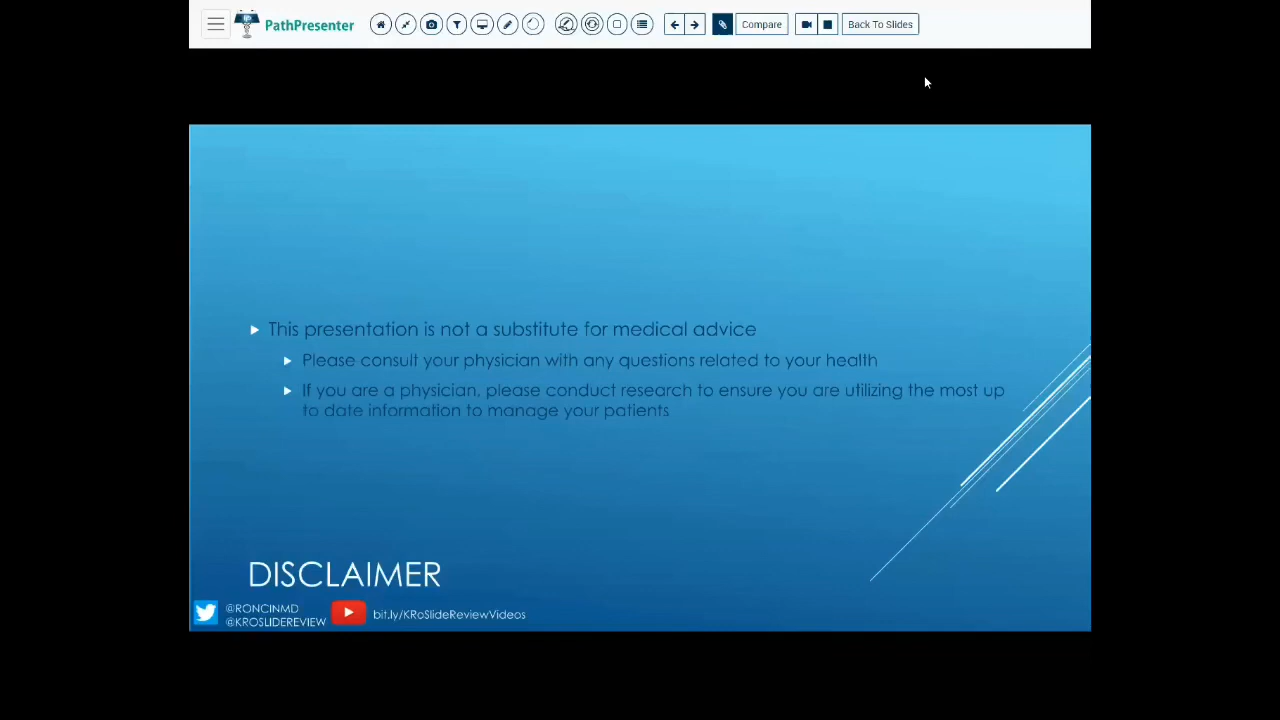 PathPresenter
Compare
Back To Slides
This presentation is not a substitute for medical advice
Please consult your physician with any questions related to your health
If you are a physician, please conduct research to ensure you are utilizing the most up
to date information to manage your patients
DISCLAIMER
@RONCINMD
@KROSLIDEREVIEW
bit.ly/KRoSlideReviewVideos